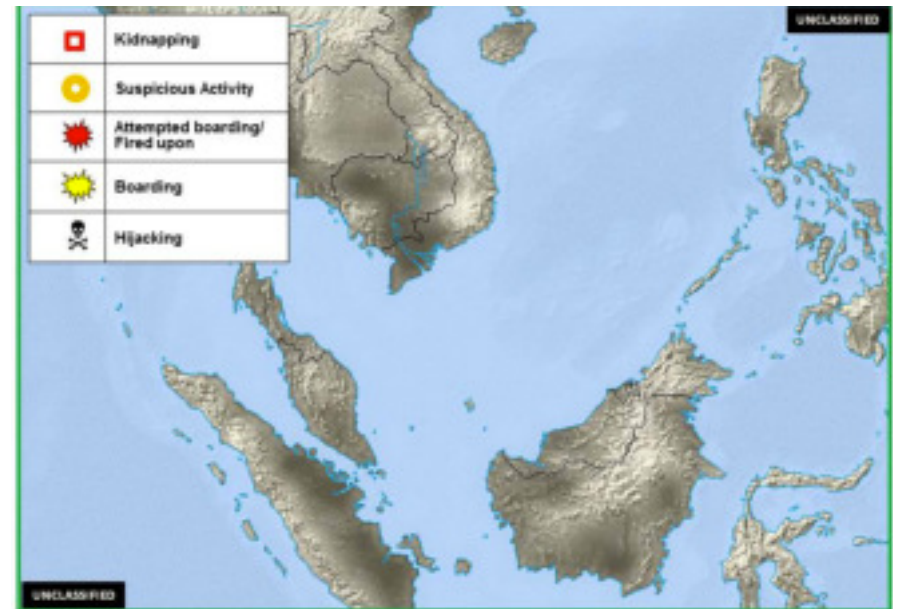 UNCLASSIFIED
Kidnapping
Suspicious Activity
Attempted boarding/
Fired upon
Boarding
Hijacking
UNCLASSIFIED